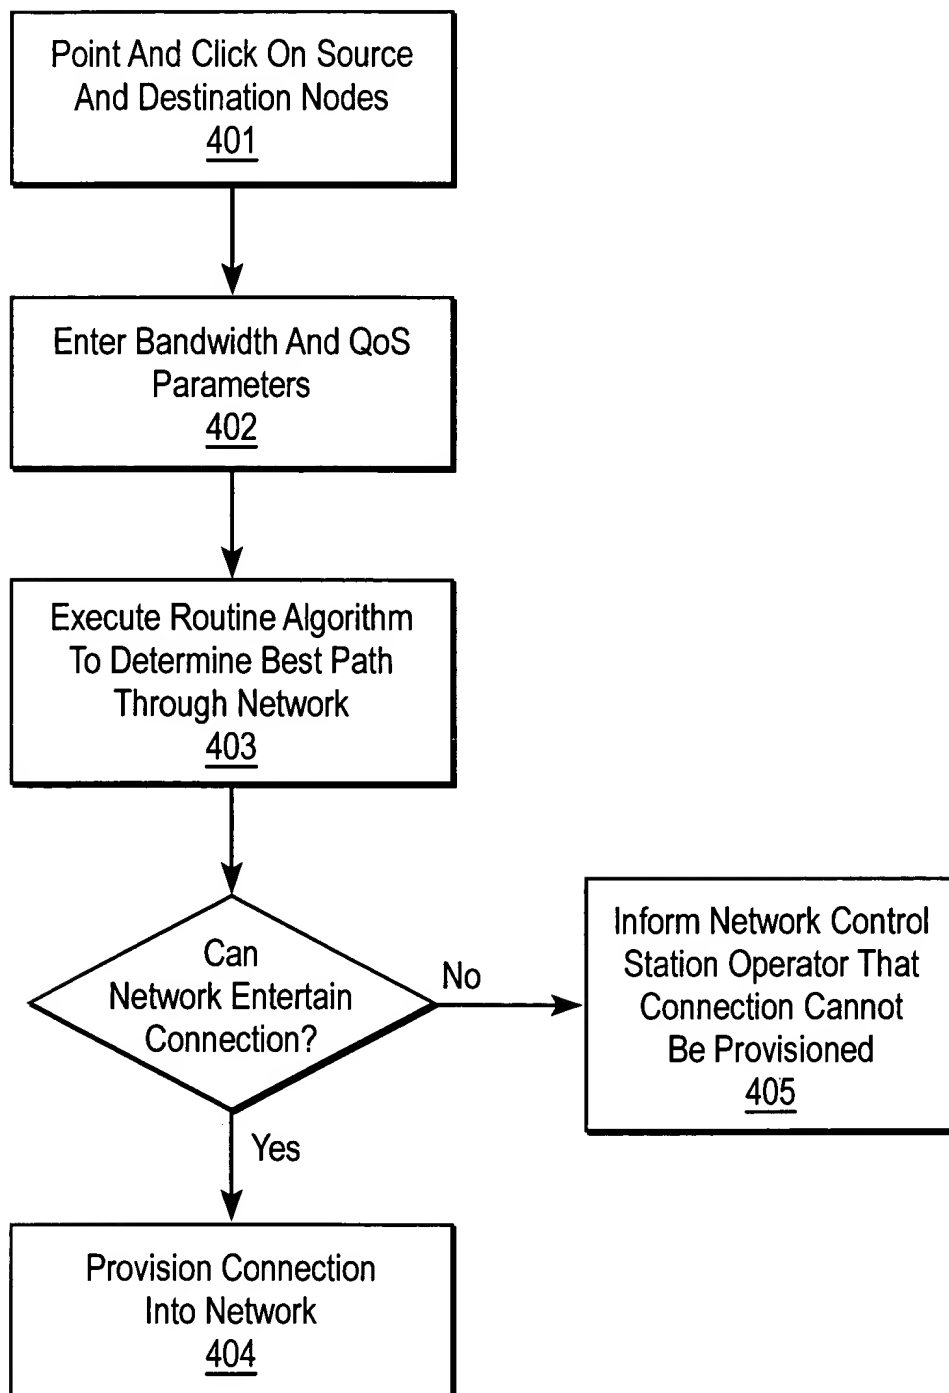 Point And Click On Source
And Destination Nodes
401
Enter Bandwidth And QoS
Parameters
402
Execute Routine Algorithm
To Determine Best Path
Through Network
403
Can
Network Entertain
Connection?
No
Inform Network Control
Station Operator That
Connection Cannot
Be Provisioned
405
Yes
Provision Connection
Into Network
404